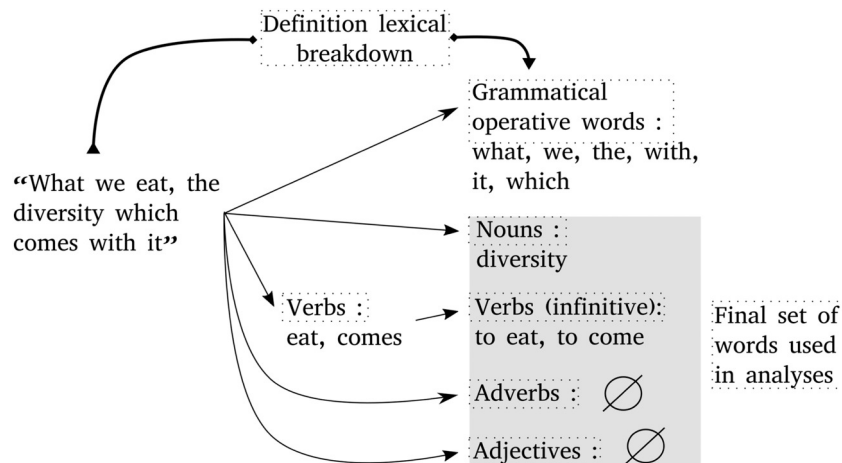 Definition lexical
breakdown
Grammatical
operative words :
what, we, the, with,
it, which
“What we eat, the
diversity which
comes with it”
Nouns :
diversity
Verbs :
eat, comes
Verbs (infinitive):
to eat, to come
Final set of
words used
in analyses
Adverbs :
Adjectives :